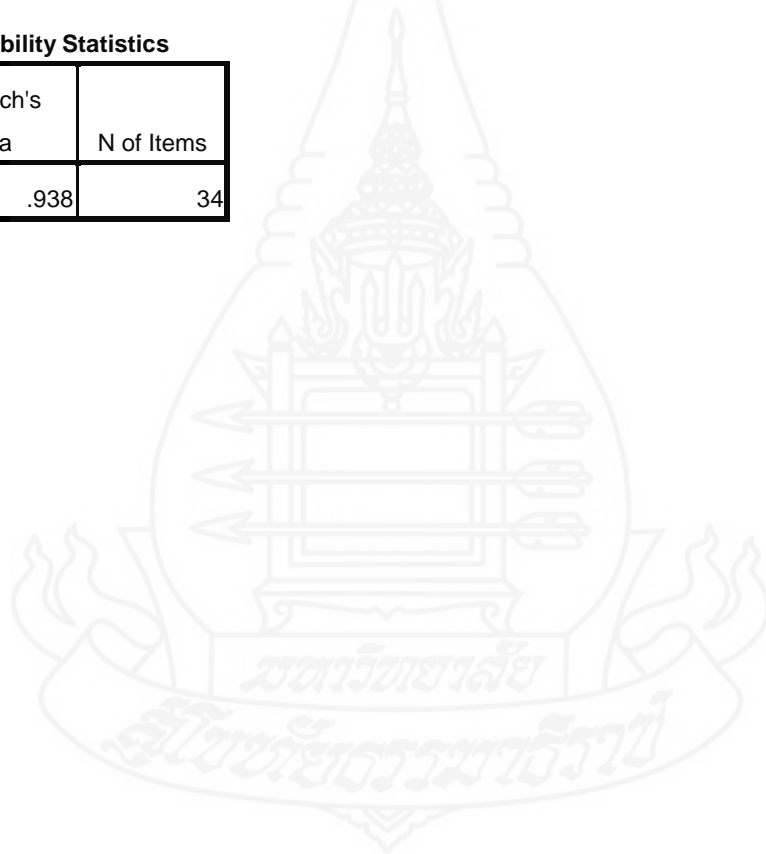 bility Statistics
ch's
a
N of Items
.938
34
มหาวิทยาลัย
สุโขทัยธรรมาธิราช